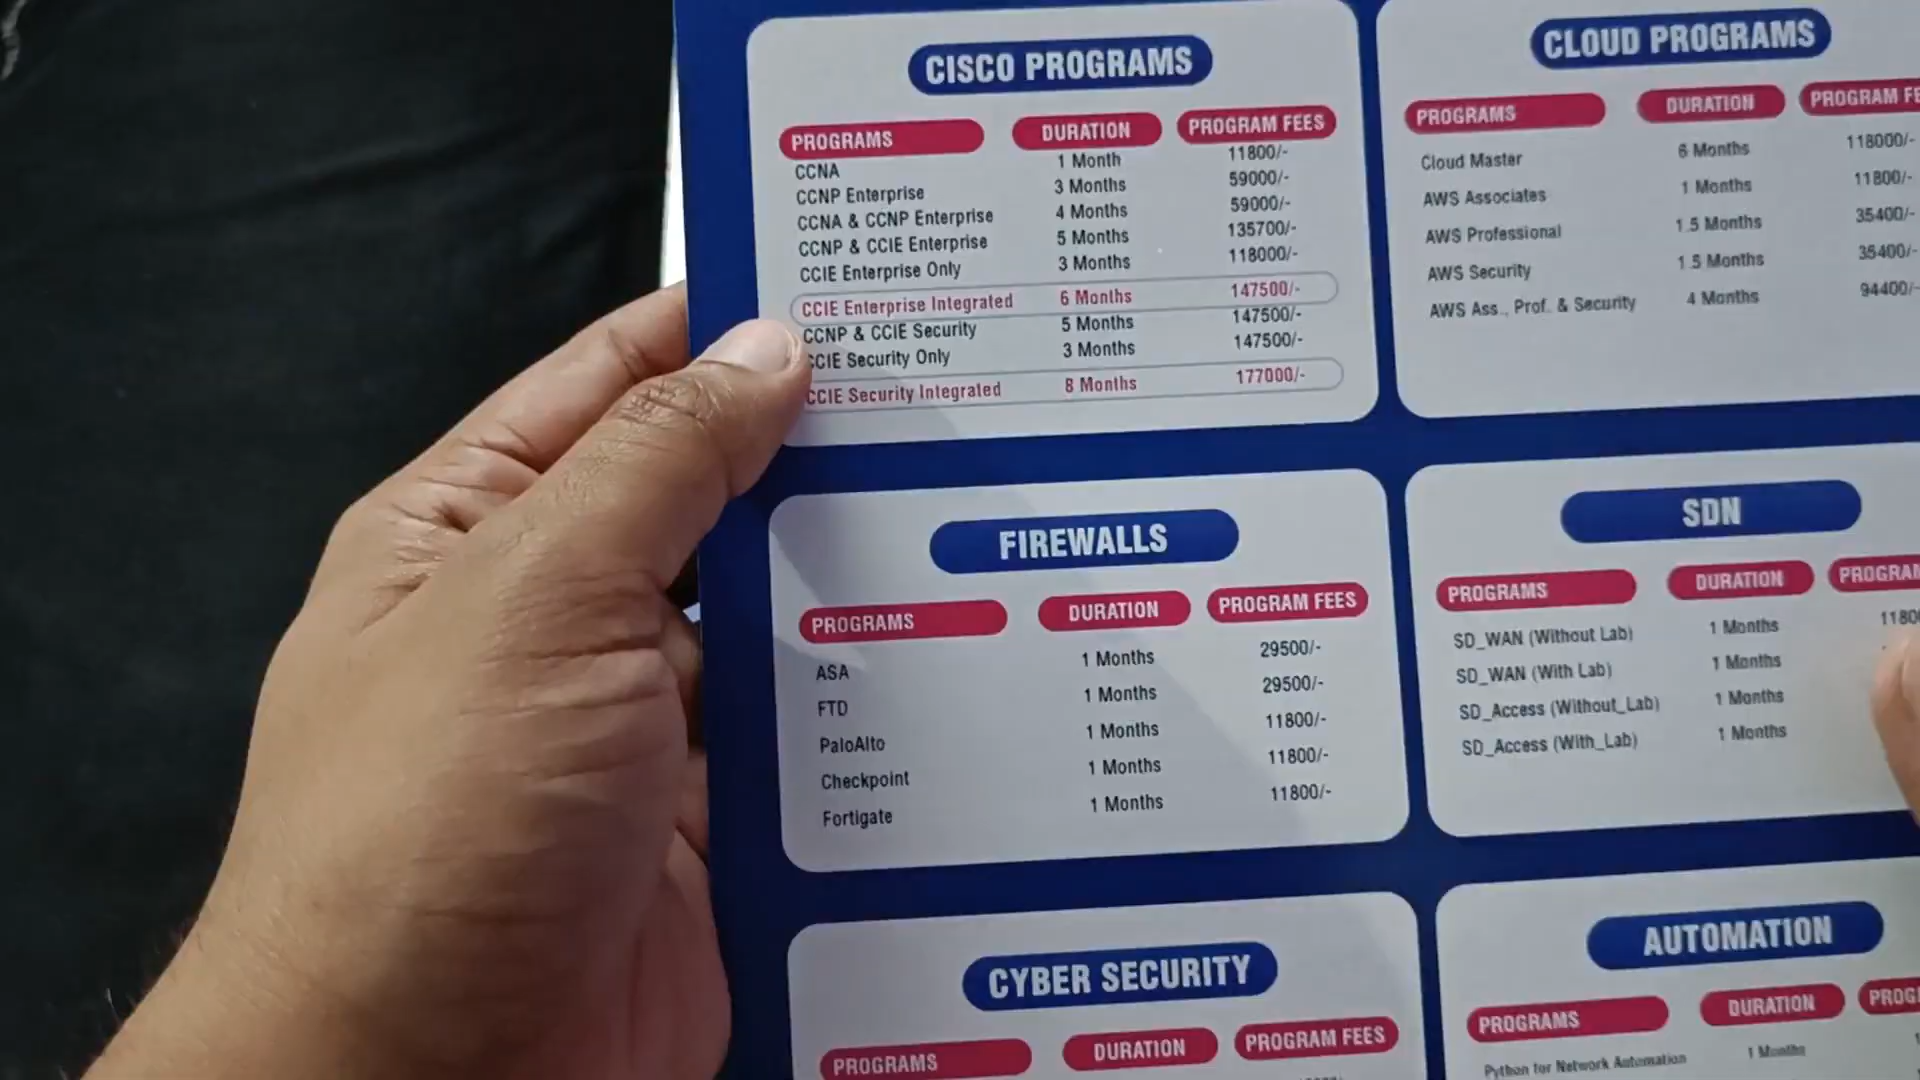 CISCO PROGRAMS
PROGRAMS DURATION PROGRAM FEES
CCNA 1 Month 11800/-
CCNP Enterprise 3 Months 59000/-
CCNA & CCNP Enterprise 4 Months 59000/-
CCNP & CCIE Enterprise 5 Months 135700/-
CCIE Enterprise Only 3 Months 118000/-
CCIE Enterprise Integrated 6 Months 147500/-
CCNP & CCIE Security 5 Months 147500/-
CCIE Security Only 3 Months 147500/-
CCIE Security Integrated 8 Months 177000/-
CLOUD PROGRAMS
PROGRAMS DURATION PROGRAM FE
Cloud Master 6 Months 118000/-
AWS Associates 1 Months 11800/-
AWS Professional 1.5 Months 35400/-
AWS Security 1.5 Months 35400/-
AWS Ass., Prof. & Security 4 Months 94400/-
FIREWALLS
PROGRAMS DURATION PROGRAM FEES
ASA 1 Months 29500/-
FTD 1 Months 29500/-
PaloAlto 1 Months 11800/-
Checkpoint 1 Months 11800/-
Fortigate 1 Months 11800/-
SDN
PROGRAMS DURATION PROGRAM
SD_WAN (Without Lab) 1 Months 1180
SD_WAN (With Lab) 1 Months
SD_Access (Without_Lab) 1 Months
SD_Access (With_Lab) 1 Months
CYBER SECURITY
PROGRAMS DURATION PROGRAM FEES
AUTOMATION
PROGRAMS DURATION PROG
Python for Network Automation 1 Months